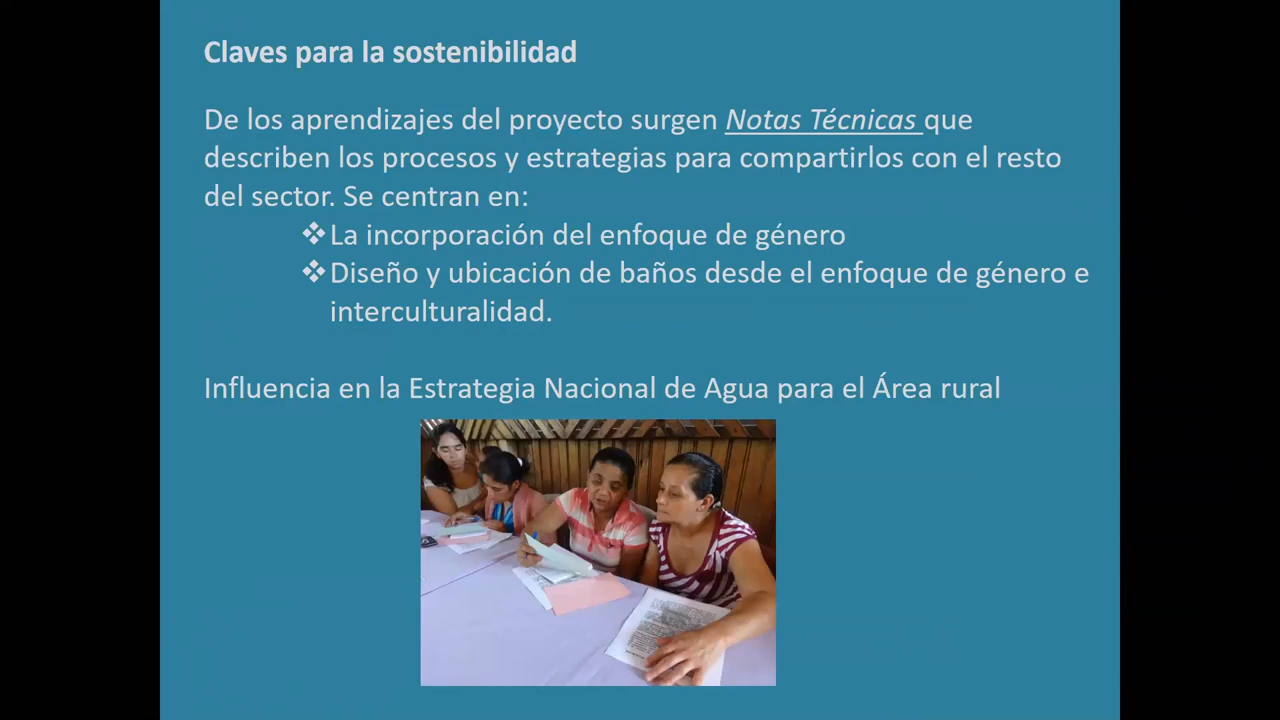 Claves para la sostenibilidad
De los aprendizajes del proyecto surgen Notas Técnicas que
describen los procesos y estrategias para compartirlos con el resto
del sector. Se centran en:
❖La incorporación del enfoque de género
❖Diseño y ubicación de baños desde el enfoque de género e
interculturalidad.
Influencia en la Estrategia Nacional de Agua para el Área rural